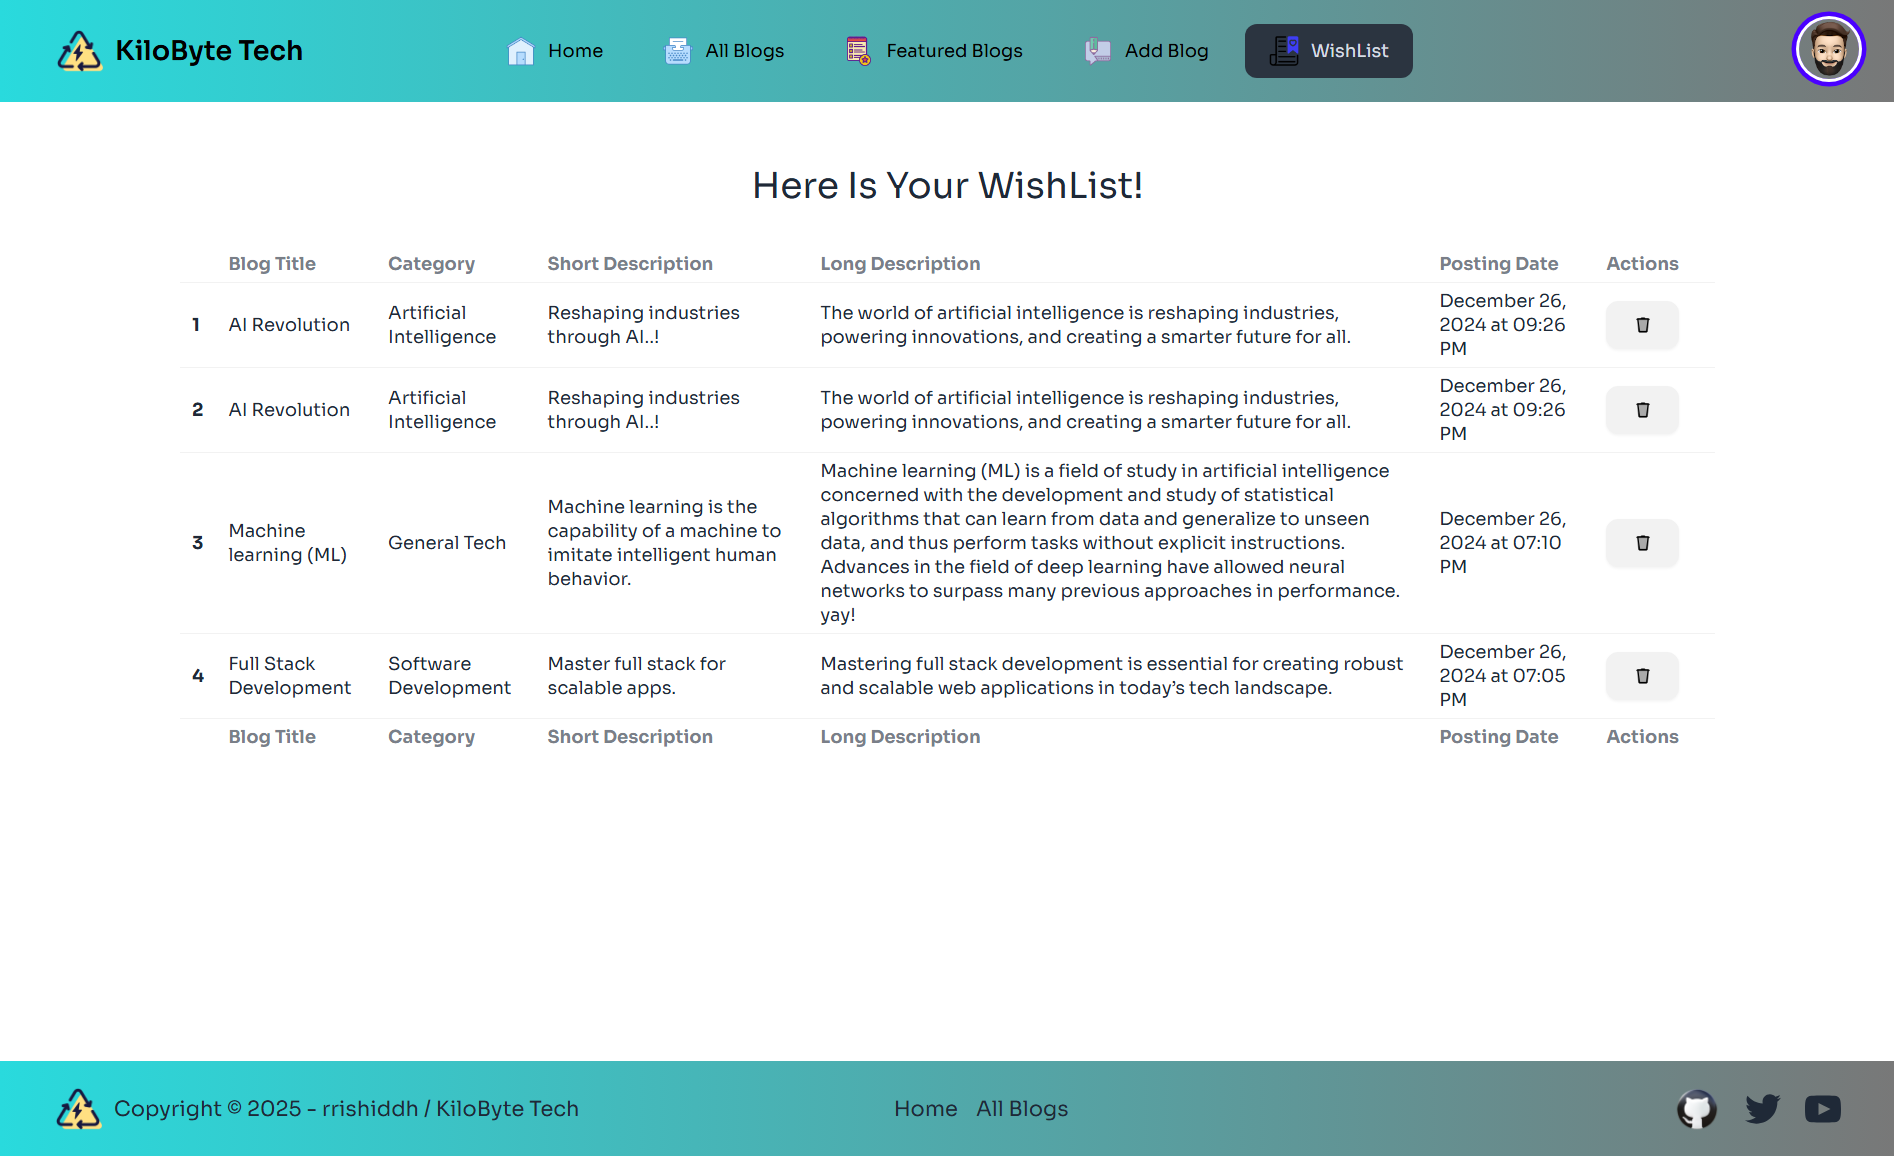 KiloByte Tech
Home
All Blogs
Featured Blogs
Add Blog
WishList
Here Is Your WishList!
Blog Title Category Short Description Long Description Posting Date Actions
1
AI Revolution
Artificial
Intelligence
Reshaping industries
through AI..!
The world of artificial intelligence is reshaping industries,
powering innovations, and creating a smarter future for all.
December 26,
2024 at 09:26
PM
2
AI Revolution
Artificial
Intelligence
Reshaping industries
through AI..!
The world of artificial intelligence is reshaping industries,
powering innovations, and creating a smarter future for all.
December 26,
2024 at 09:26
PM
3
Machine
learning (ML)
General Tech
Machine learning is the
capability of a machine to
imitate intelligent human
behavior.
Machine learning (ML) is a field of study in artificial intelligence
concerned with the development and study of statistical
algorithms that can learn from data and generalize to unseen
data, and thus perform tasks without explicit instructions.
Advances in the field of deep learning have allowed neural
networks to surpass many previous approaches in performance.
yay!
December 26,
2024 at 07:10
PM
4
Full Stack
Development
Software
Development
Master full stack for
scalable apps.
Mastering full stack development is essential for creating robust
and scalable web applications in today’s tech landscape.
December 26,
2024 at 07:05
PM
Blog Title Category Short Description Long Description Posting Date Actions
Copyright © 2025 - rrishiddh / KiloByte Tech
Home
All Blogs